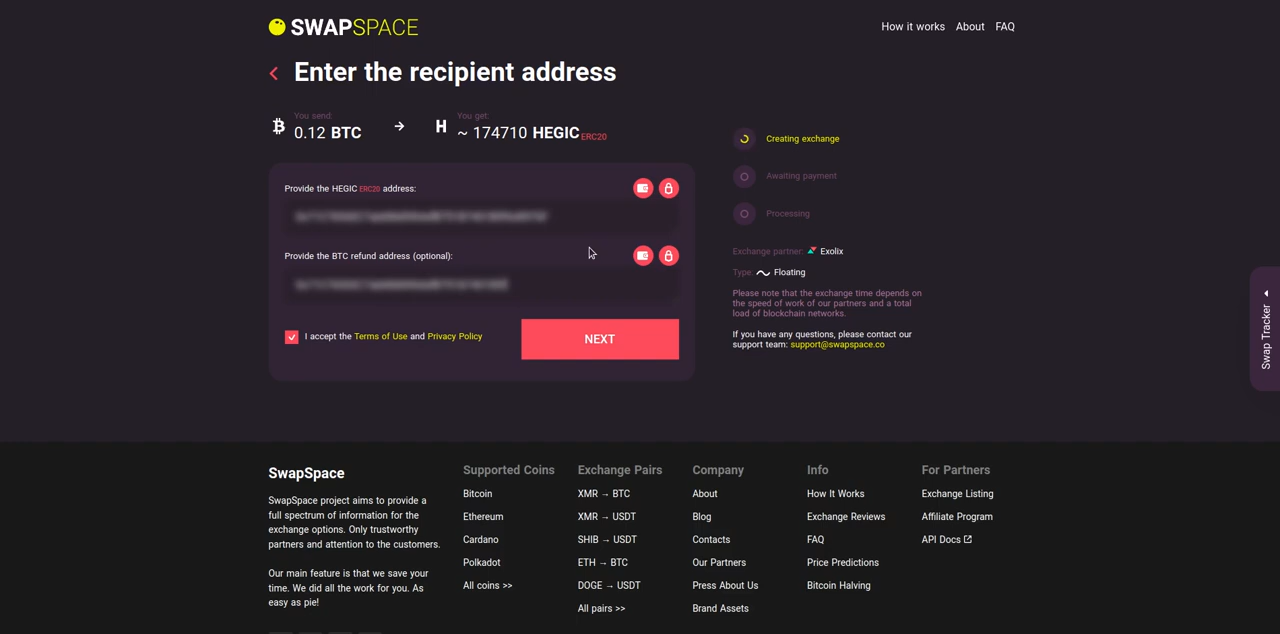 SWAPSPACE
How it works About FAQ
Enter the recipient address
You send:
0.12 BTC
You get:
~ 174710 HEGIC ERC20
Provide the HEGIC ERC20 address:
Provide the BTC refund address (optional):
I accept the Terms of Use and Privacy Policy
NEXT
Creating exchange
Awaiting payment
Processing
Exchange partner: Exolix
Type: Floating
Please note that the exchange time depends on
the speed of work of our partners and a total
load of blockchain networks.
If you have any questions, please contact our
support team: support@swapspace.co
Swap Tracker
SwapSpace
SwapSpace project aims to provide a
full spectrum of information for the
exchange options. Only trustworthy
partners and attention to the customers.
Our main feature is that we save your
time. We did all the work for you. As
easy as pie!
Supported Coins
Bitcoin
Ethereum
Cardano
Polkadot
All coins >>
Exchange Pairs
XMR → BTC
XMR → USDT
SHIB → USDT
ETH → BTC
DOGE → USDT
All pairs >>
Company
About
Blog
Contacts
Our Partners
Press About Us
Brand Assets
Info
How It Works
Exchange Reviews
FAQ
Price Predictions
Bitcoin Halving
For Partners
Exchange Listing
Affiliate Program
API Docs